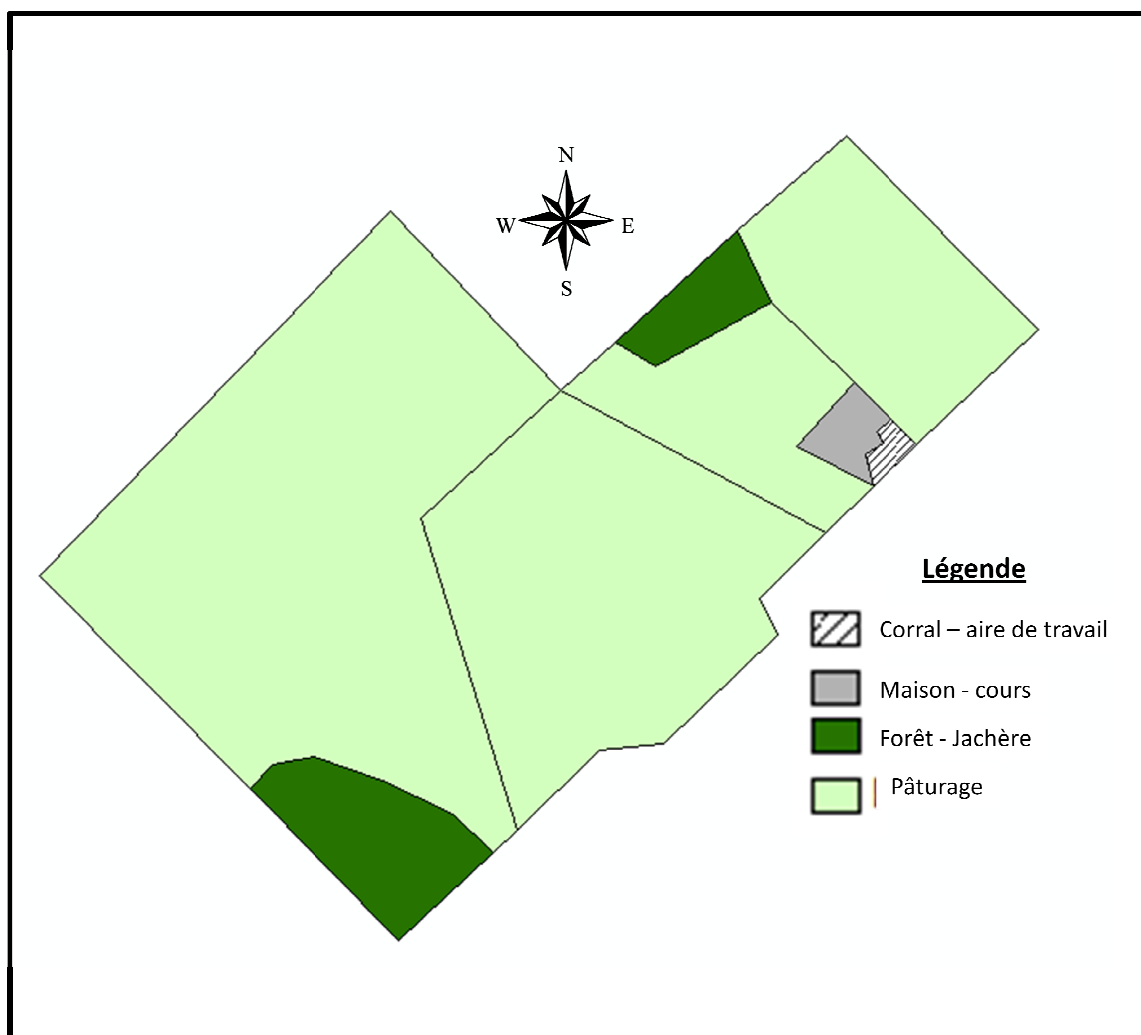 N
W E
S
Légende
Corral – aire de travail
Maison - cours
Forêt - Jachère
Pâturage